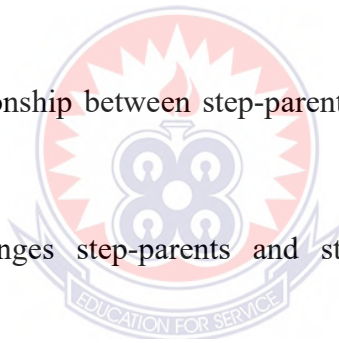 onship between step-parent
nges step-parents and st
EDUCATION FOR SERVICE